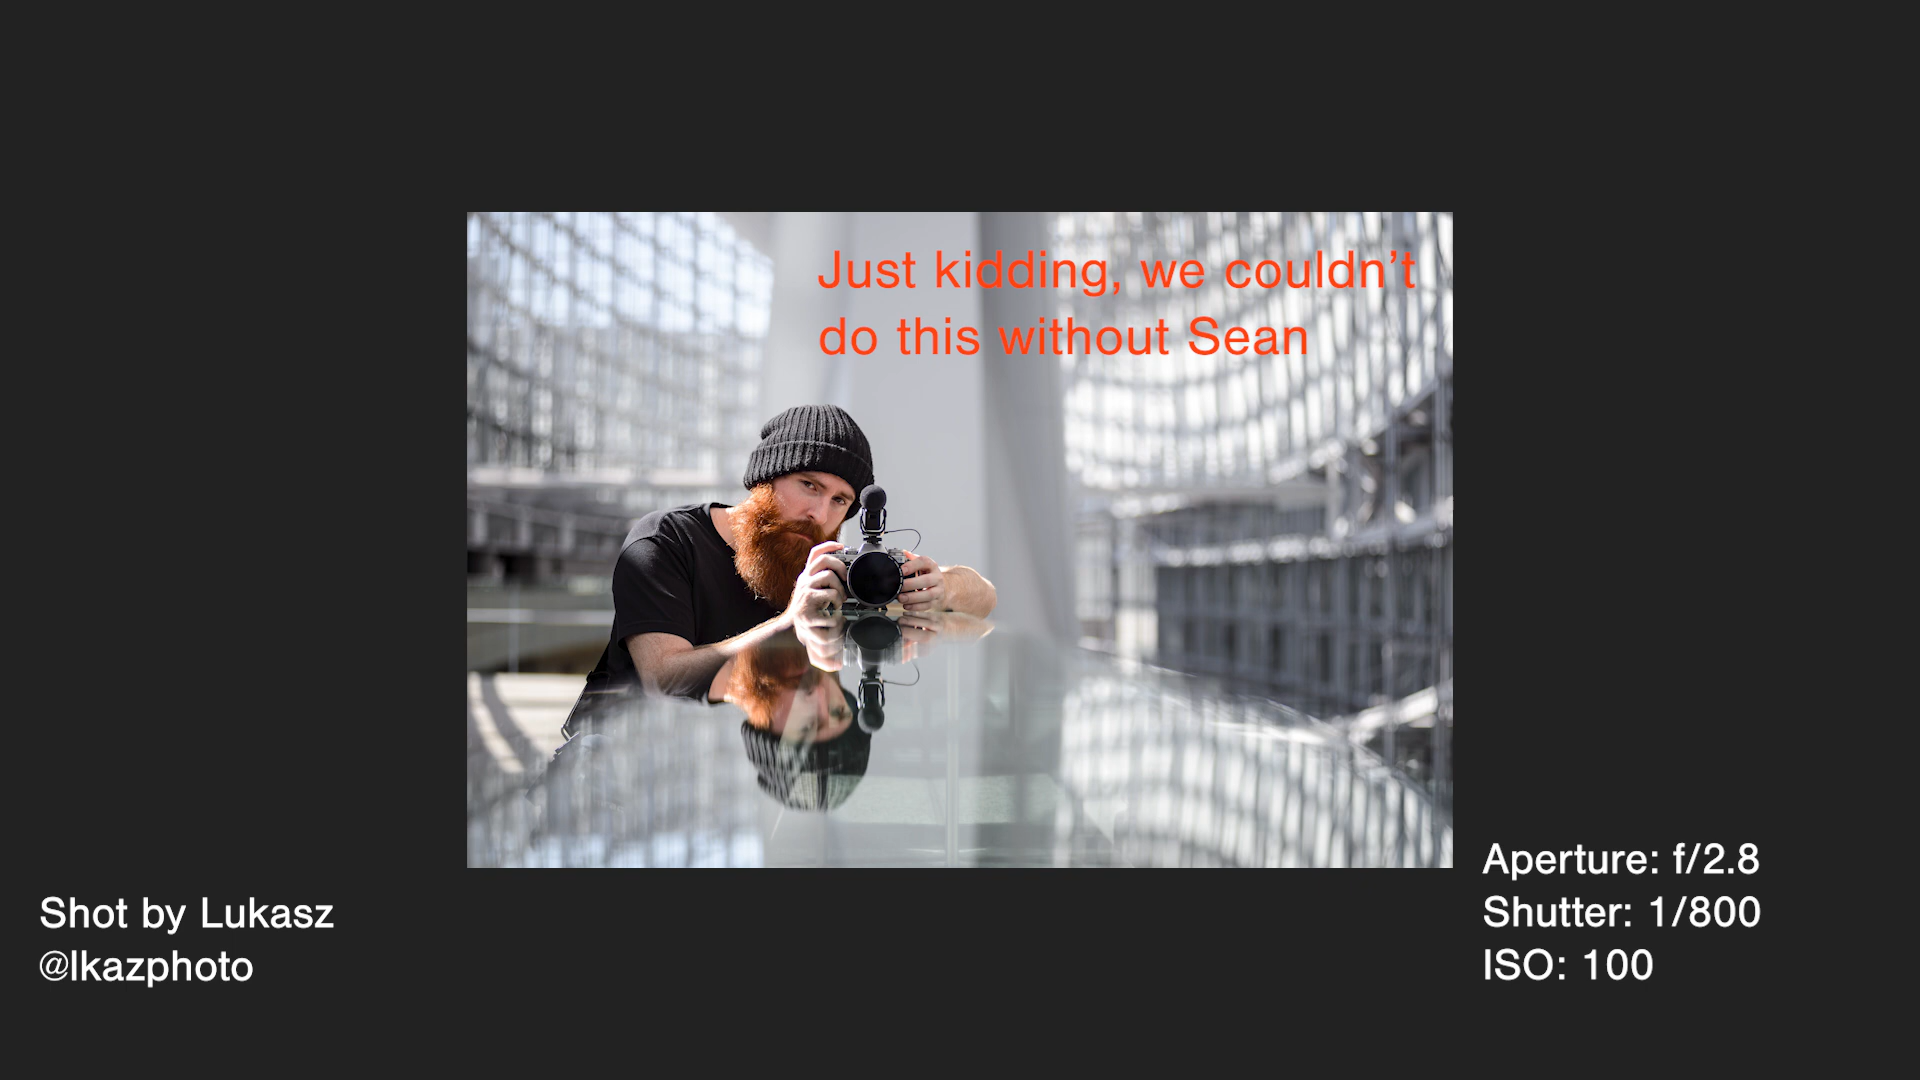 Just kidding, we couldn’t
do this without Sean
Shot by Lukasz
@lkazphoto
Aperture: f/2.8
Shutter: 1/800
ISO: 100